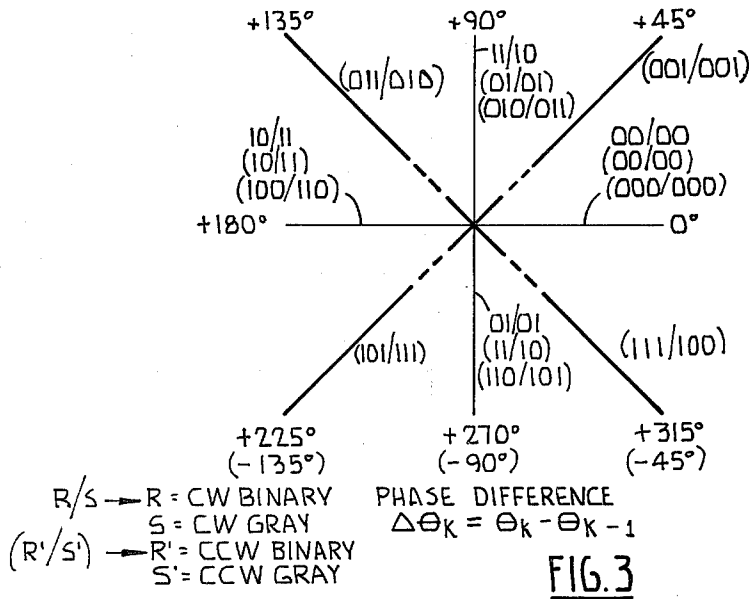 +135° +90° +45°
(011/010)
11/10
(01/01)
(010/011)
(001/001)
10/11
(10/11)
(100/110)
00/00
(00/00)
(000/000)
+180° 0°
(101/111)
01/01
(11/10)
(110/101)
(111/100)
+225°
(-135°)
+270°
(-90°)
+315°
(-45°)
R/S → R = CW BINARY
S = CW GRAY
(R'/S') → R' = CCW BINARY
S' = CCW GRAY
PHASE DIFFERENCE
ΔΘK = ΘK - ΘK-1
FIG. 3